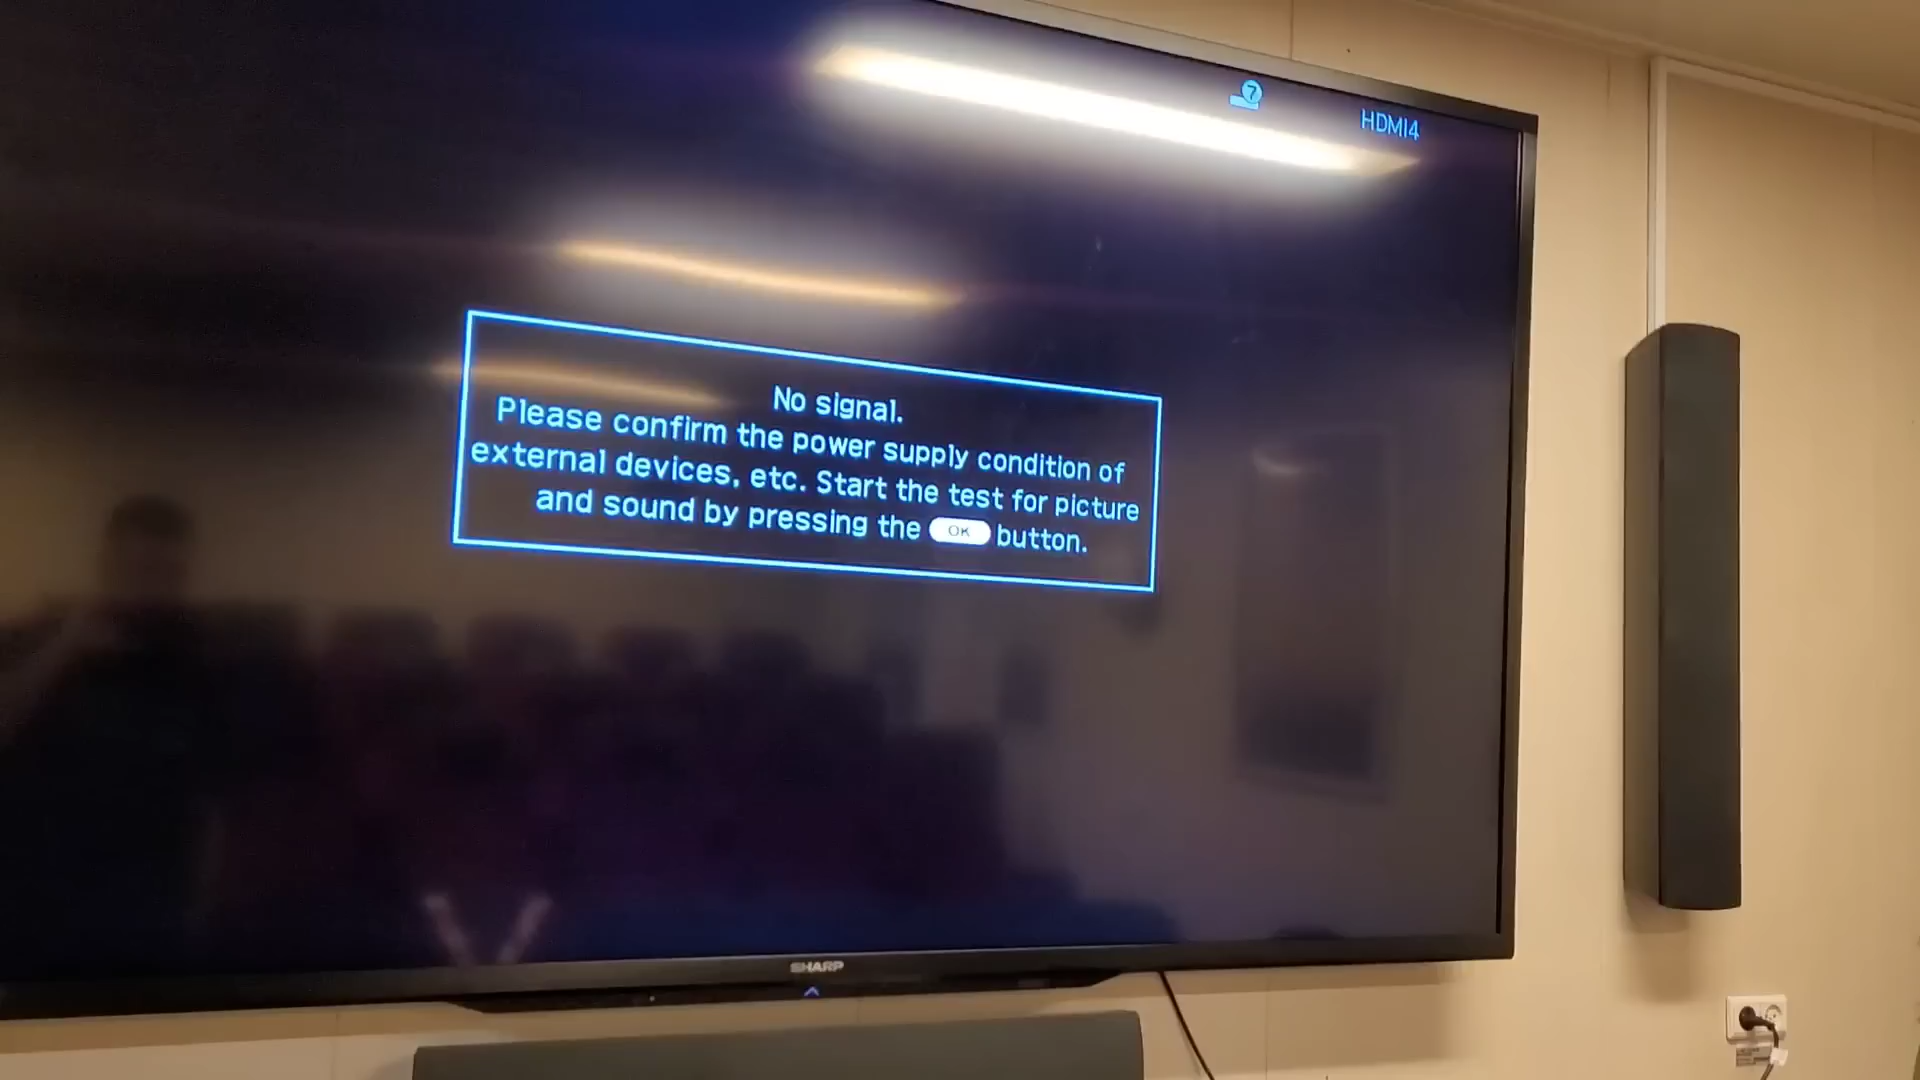 7
HDMI4
No signal.
Please confirm the power supply condition of
external devices, etc. Start the test for picture
and sound by pressing the OK button.
SHARP